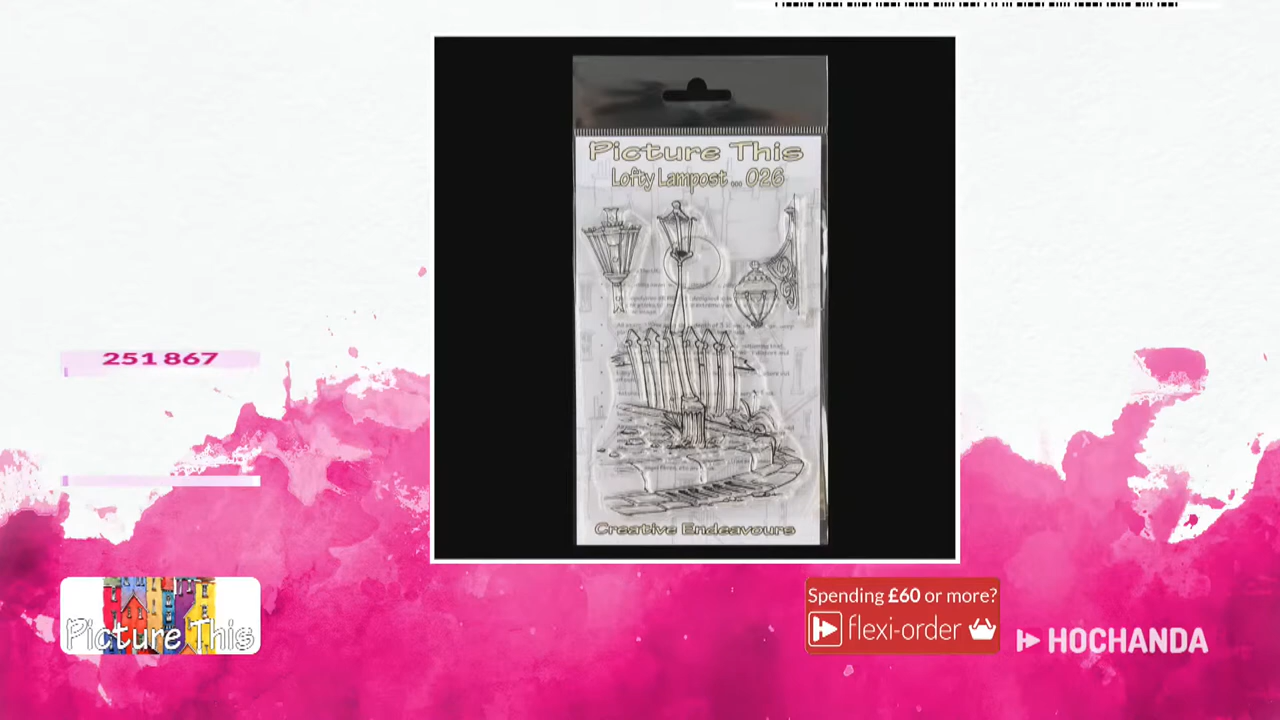 Picture This
Lofty Lampost ... 026
Creative Endeavours
251 867
Picture This
Spending £60 or more?
flexi-order
HOCHANDA